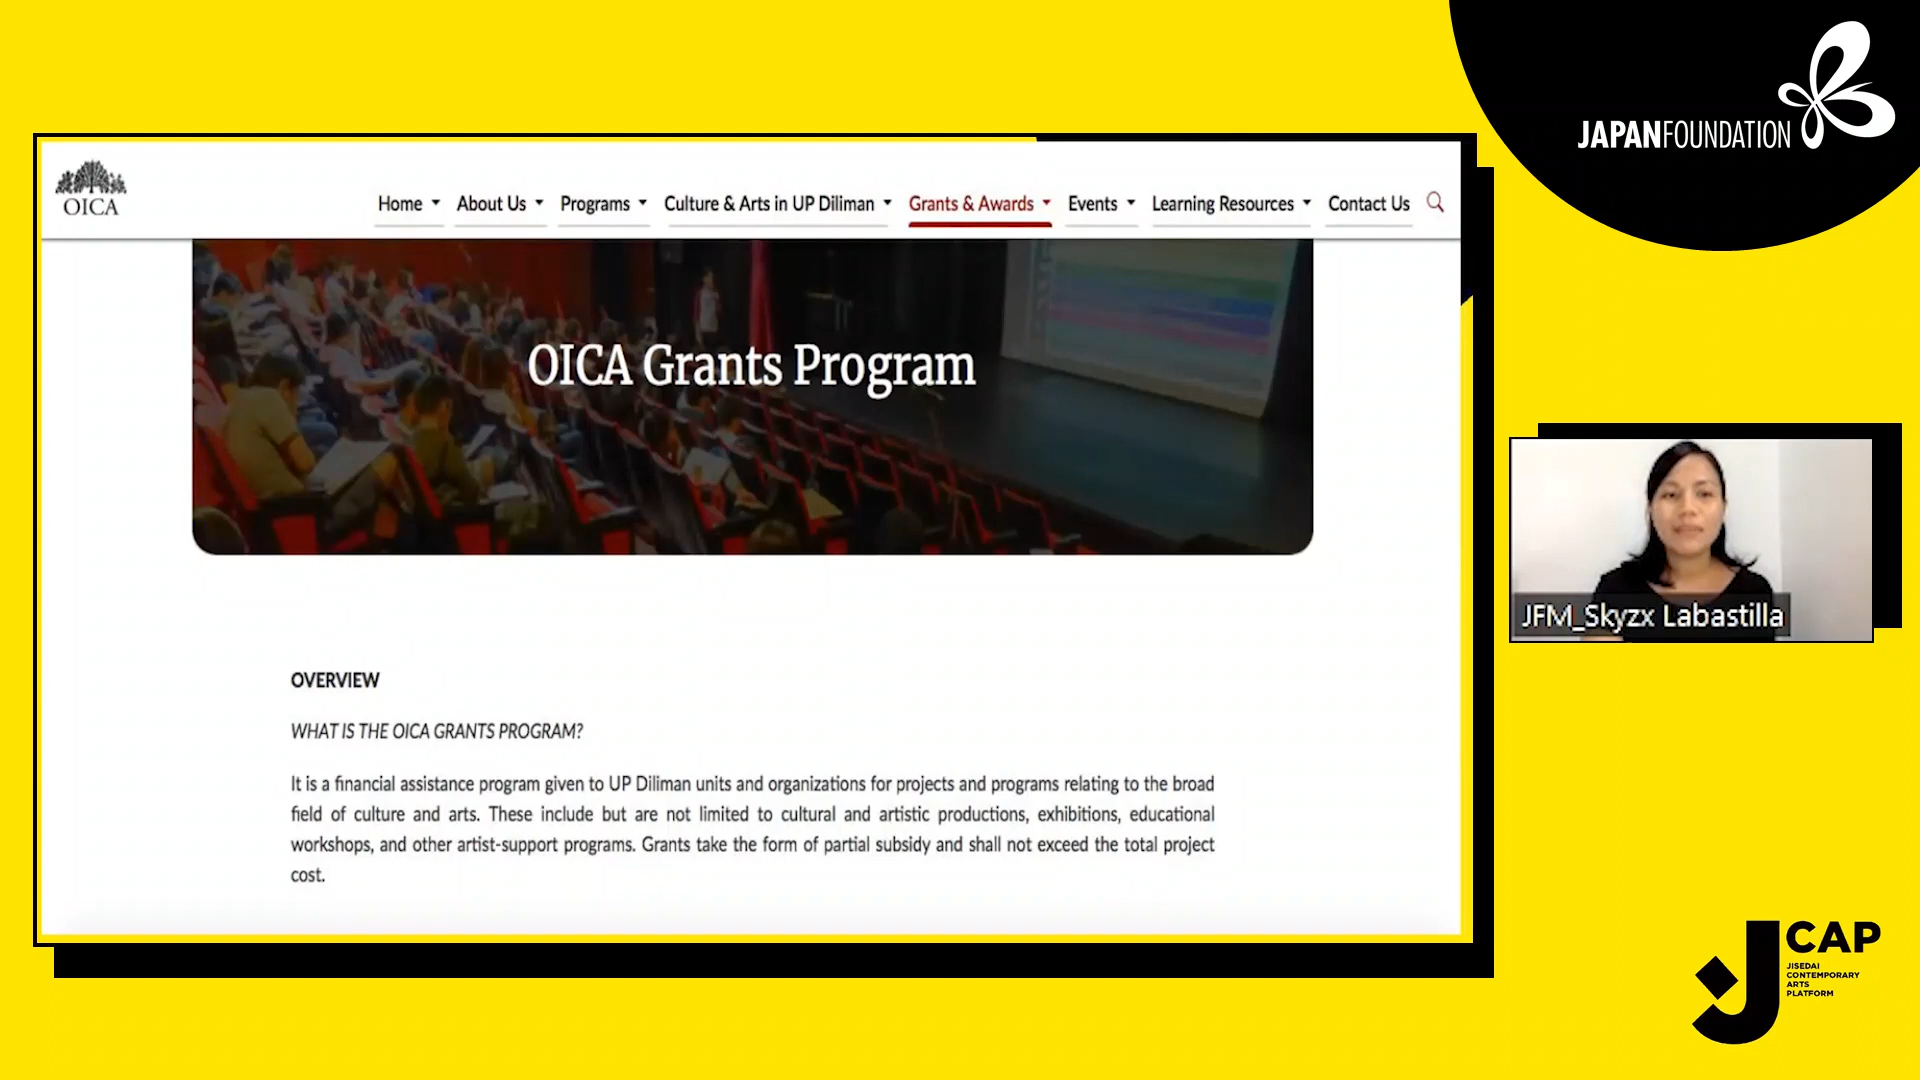 JAPANFOUNDATION
OICA
Home About Us Programs Culture & Arts in UP Diliman Grants & Awards Events Learning Resources Contact Us
OICA Grants Program
OVERVIEW
WHAT IS THE OICA GRANTS PROGRAM?
It is a financial assistance program given to UP Diliman units and organizations for projects and programs relating to the broad
field of culture and arts. These include but are not limited to cultural and artistic productions, exhibitions, educational
workshops, and other artist-support programs. Grants take the form of partial subsidy and shall not exceed the total project
cost.
JFM_Skyzx Labastilla
JCAP
JISEDAI
CONTEMPORARY
ARTS
PLATFORM